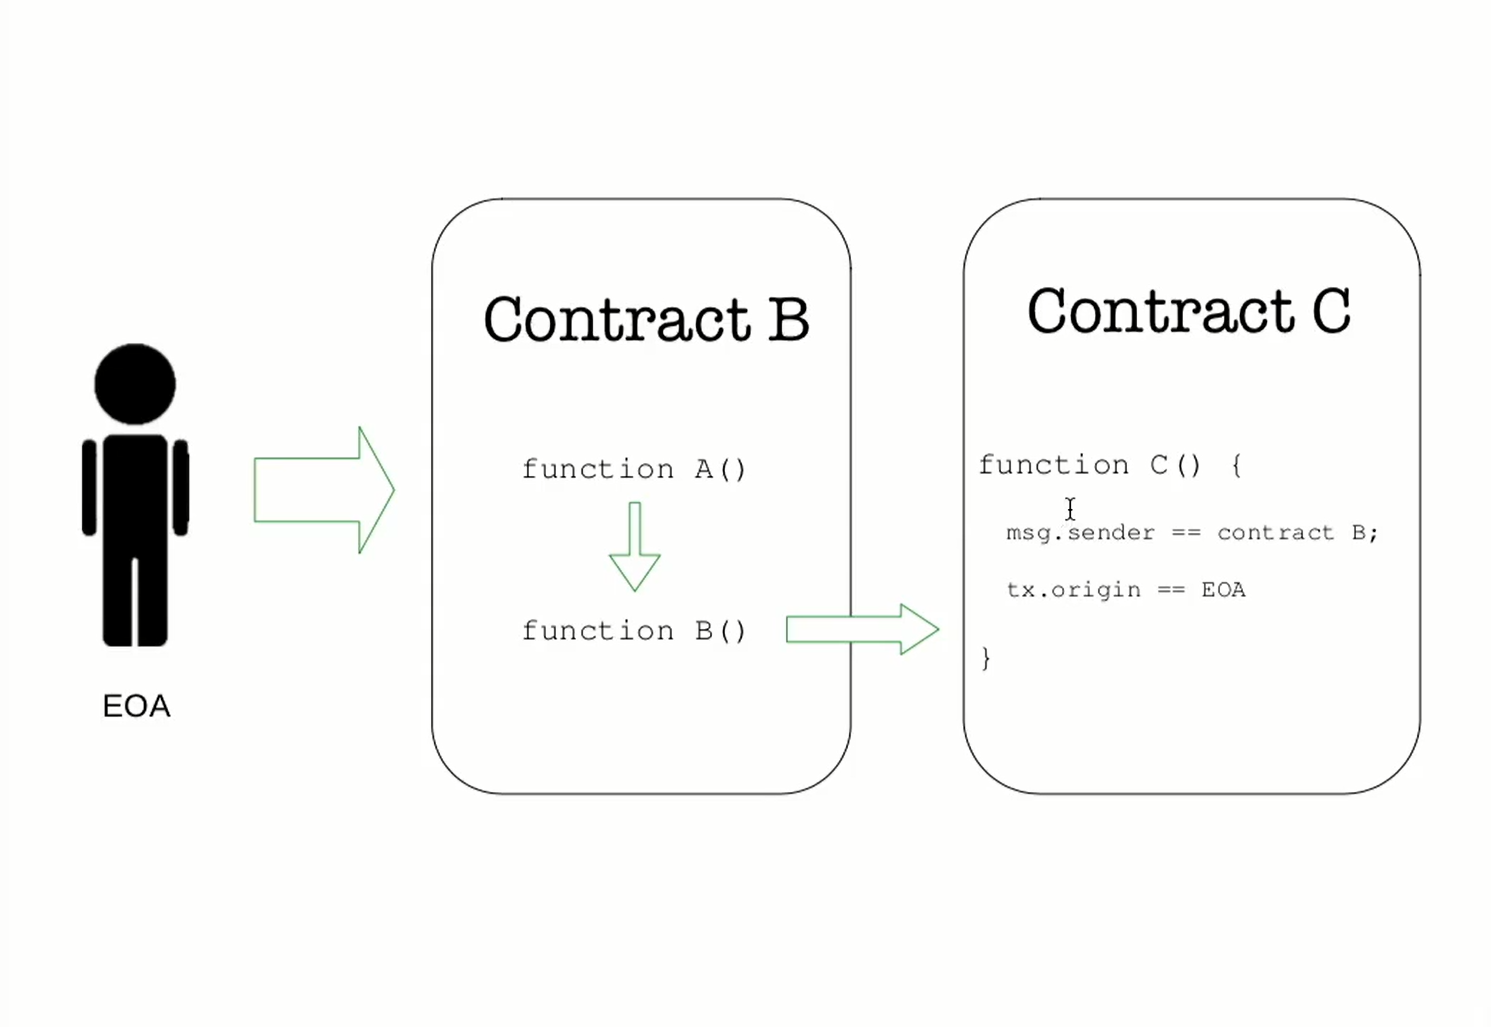 EOA
Contract B
function A()
function B()
Contract C
function C() {
msg.sender == contract B;
tx.origin == EOA
}